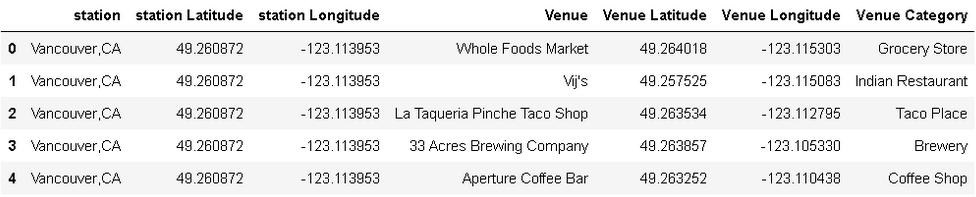 station station Latitude station Longitude Venue Venue Latitude Venue Longitude Venue Category
0 Vancouver,CA 49.260872 -123.113953 Whole Foods Market 49.264018 -123.115303 Grocery Store
1 Vancouver,CA 49.260872 -123.113953 Vij's 49.257525 -123.115083 Indian Restaurant
2 Vancouver,CA 49.260872 -123.113953 La Taqueria Pinche Taco Shop 49.263534 -123.112795 Taco Place
3 Vancouver,CA 49.260872 -123.113953 33 Acres Brewing Company 49.263857 -123.105330 Brewery
4 Vancouver,CA 49.260872 -123.113953 Aperture Coffee Bar 49.263252 -123.110438 Coffee Shop